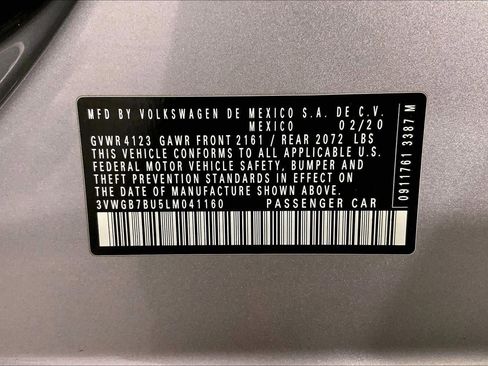 MFD BY VOLKSWAGEN DE MEXICO S.A. DE C.V.
MEXICO 02/20
GVWR 4123 GAWR FRONT 2161 / REAR 2072 LBS
THIS VEHICLE CONFORMS TO ALL APPLICABLE U.S.
FEDERAL MOTOR VEHICLE SAFETY, BUMPER AND
THEFT PREVENTION STANDARDS IN EFFECT ON
THE DATE OF MANUFACTURE SHOWN ABOVE.
3VWGB7BU5LM041160 PASSENGER CAR
0911761 3387 M